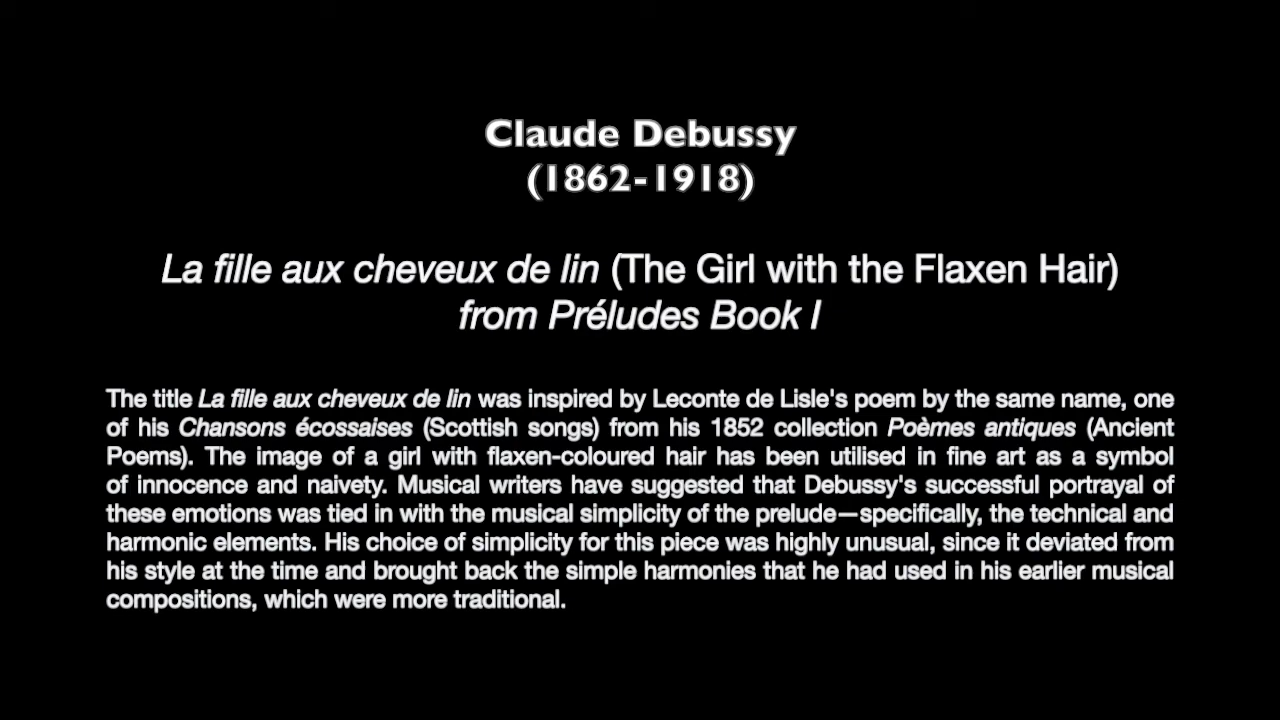 Claude Debussy
(1862-1918)
La fille aux cheveux de lin (The Girl with the Flaxen Hair)
from Préludes Book I
The title La fille aux cheveux de lin was inspired by Leconte de Lisle's poem by the same name, one
of his Chansons écossaises (Scottish songs) from his 1852 collection Poèmes antiques (Ancient
Poems). The image of a girl with flaxen-coloured hair has been utilised in fine art as a symbol
of innocence and naivety. Musical writers have suggested that Debussy's successful portrayal of
these emotions was tied in with the musical simplicity of the prelude—specifically, the technical and
harmonic elements. His choice of simplicity for this piece was highly unusual, since it deviated from
his style at the time and brought back the simple harmonies that he had used in his earlier musical
compositions, which were more traditional.